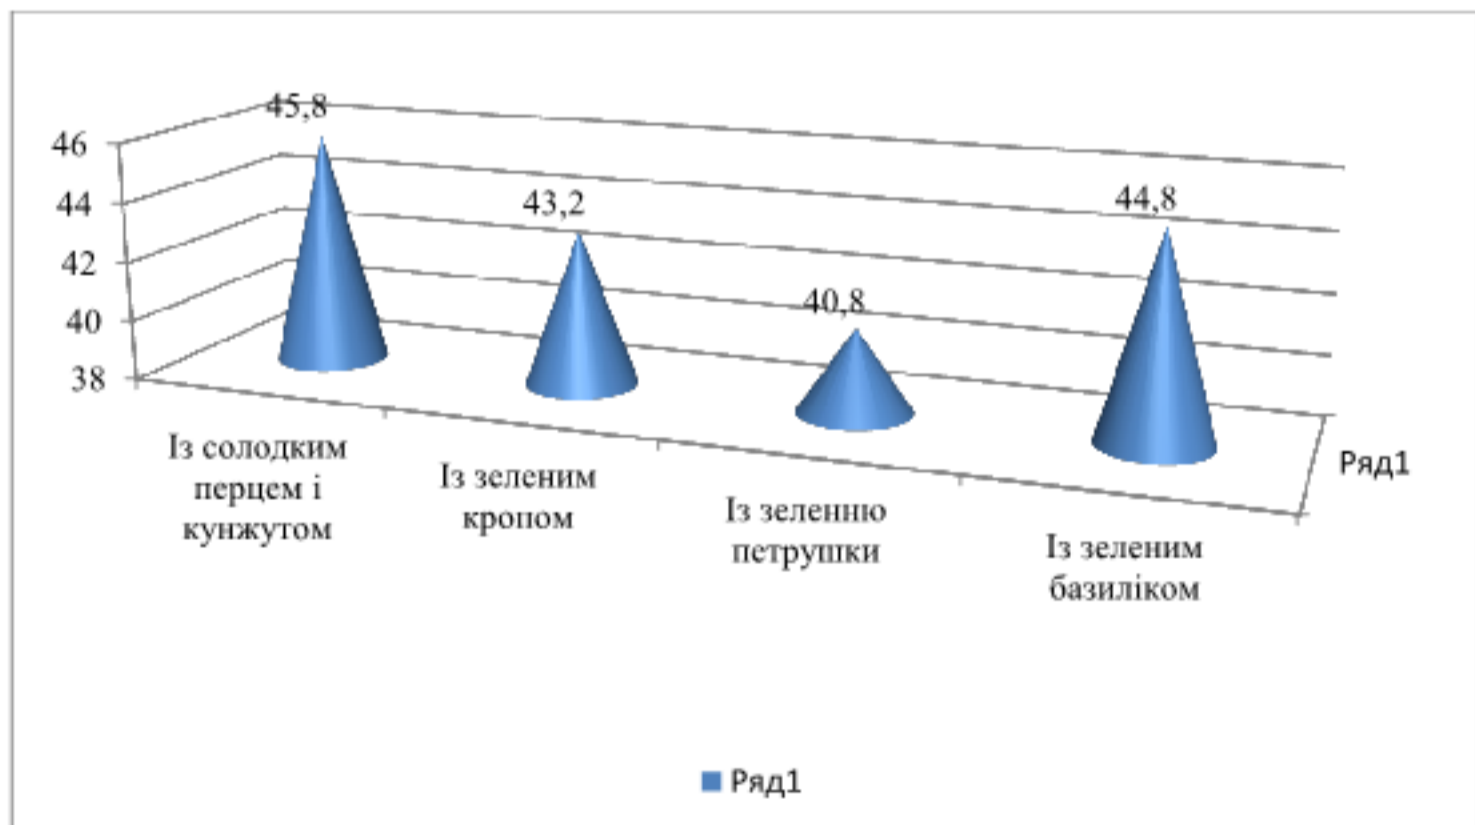 45,8
46
44
43,2
44,8
42
40
40,8
38
Із солодким
перцем і
кунжутом
Із зеленим
кропом
Із зеленню
петрушки
Із зеленим
базиліком
Ряд1
Ряд1